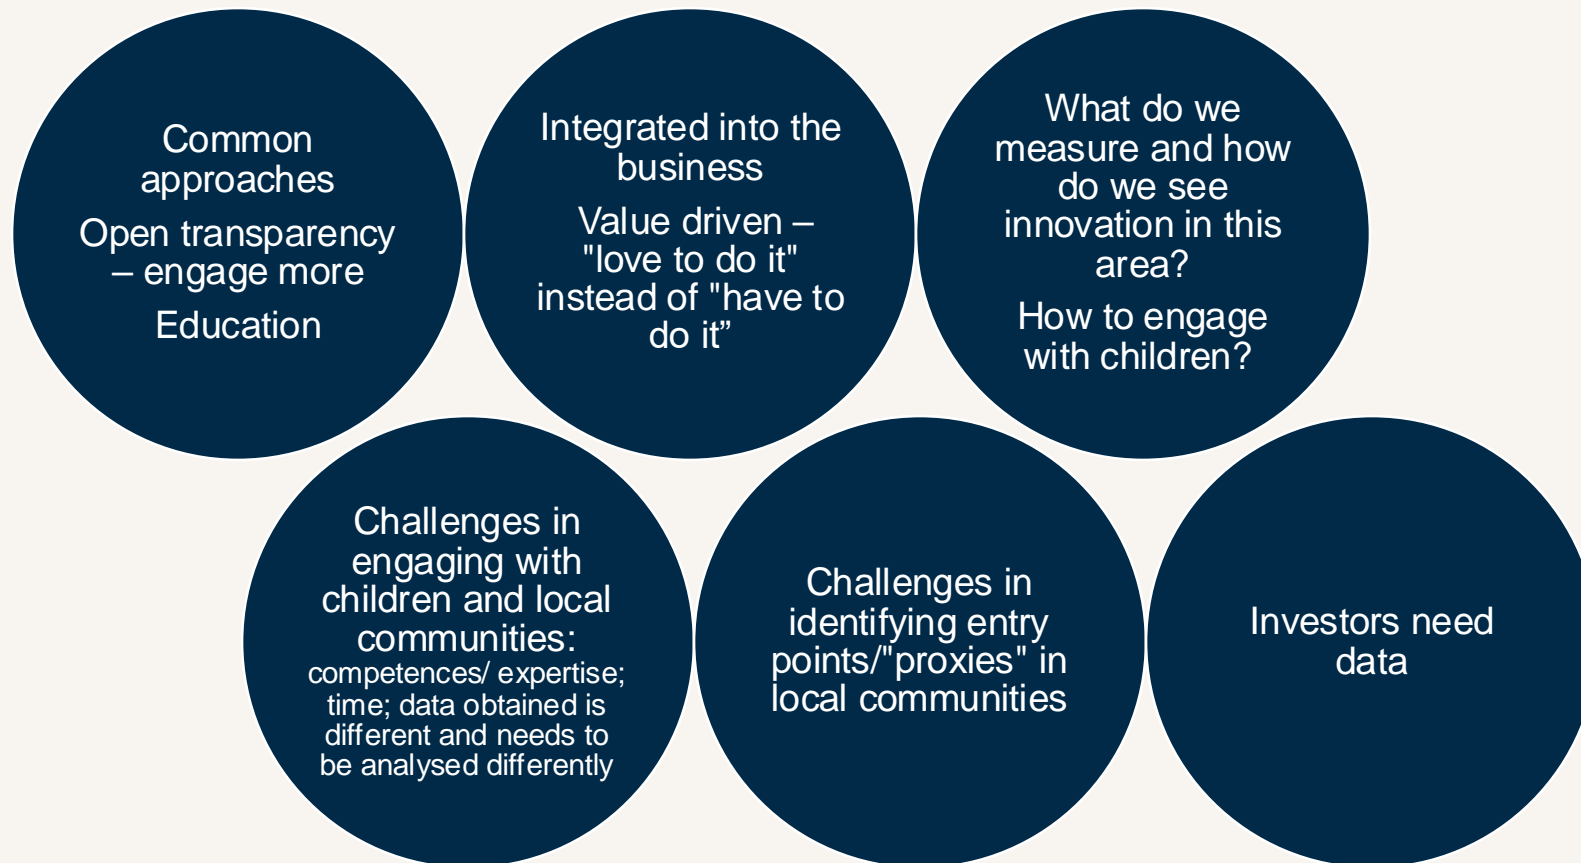 Common
approaches
Open transparency
– engage more
Education
Integrated into the
business
Value driven –
"love to do it"
instead of "have to
do it”
What do we
measure and how
do we see
innovation in this
area?
How to engage
with children?
Challenges in
engaging with
children and local
communities:
competences/ expertise;
time; data obtained is
different and needs to
be analysed differently
Challenges in
identifying entry
points/"proxies" in
local communities
Investors need
data